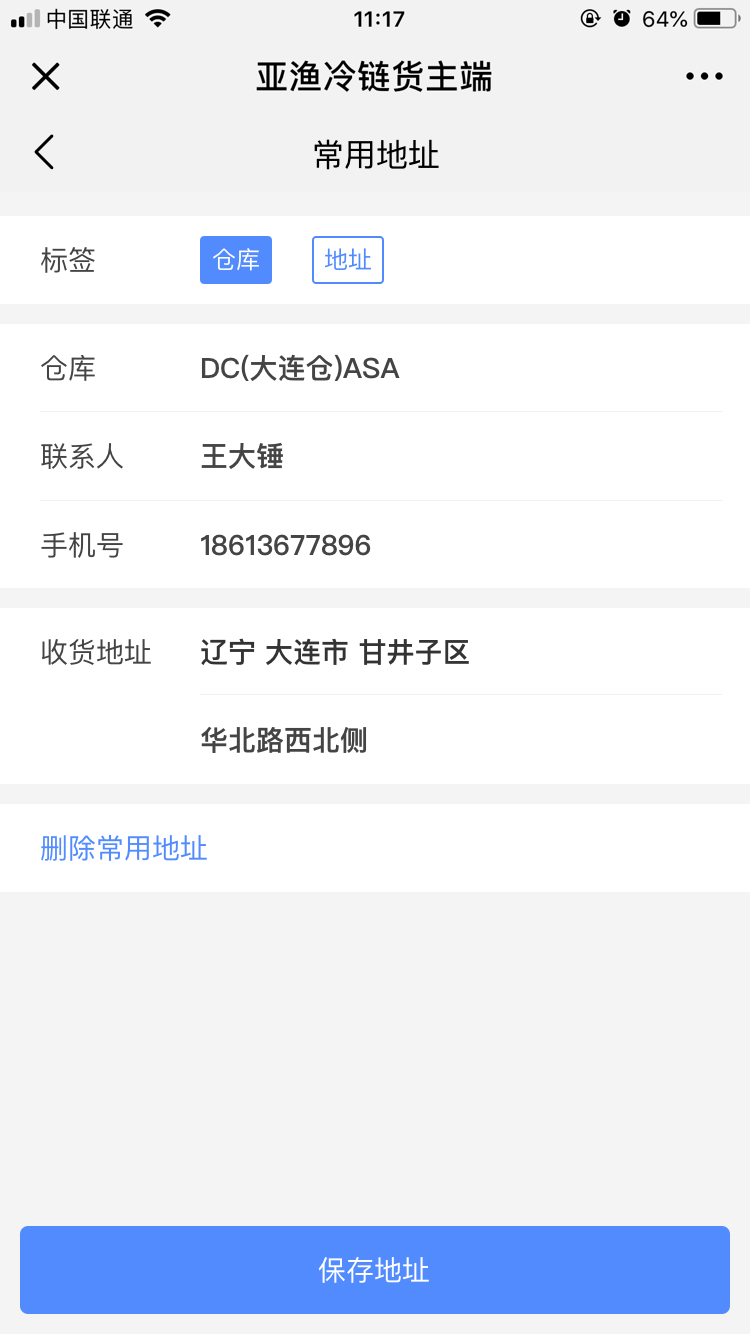 中国联通 11:17 64%
亚渔冷链货主端
常用地址
标签 仓库 地址
仓库 DC(大连仓)ASA
联系人 王大锤
手机号 18613677896
收货地址 辽宁 大连市 甘井子区
华北路西北侧
删除常用地址
保存地址